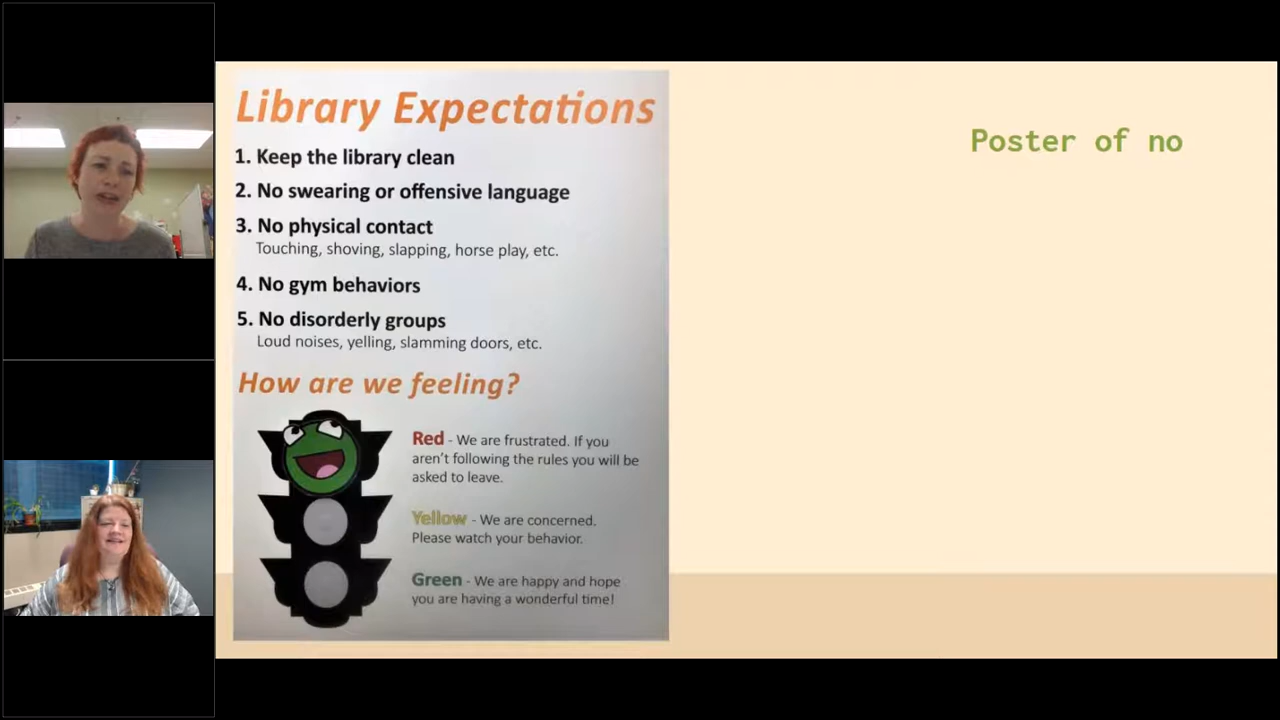 Library Expectations
1. Keep the library clean
2. No swearing or offensive language
3. No physical contact
Touching, shoving, slapping, horse play, etc.
4. No gym behaviors
5. No disorderly groups
Loud noises, yelling, slamming doors, etc.
How are we feeling?
Red - We are frustrated. If you
aren't following the rules you will be
asked to leave.
Yellow - We are concerned.
Please watch your behavior.
Green - We are happy and hope
you are having a wonderful time!
Poster of no